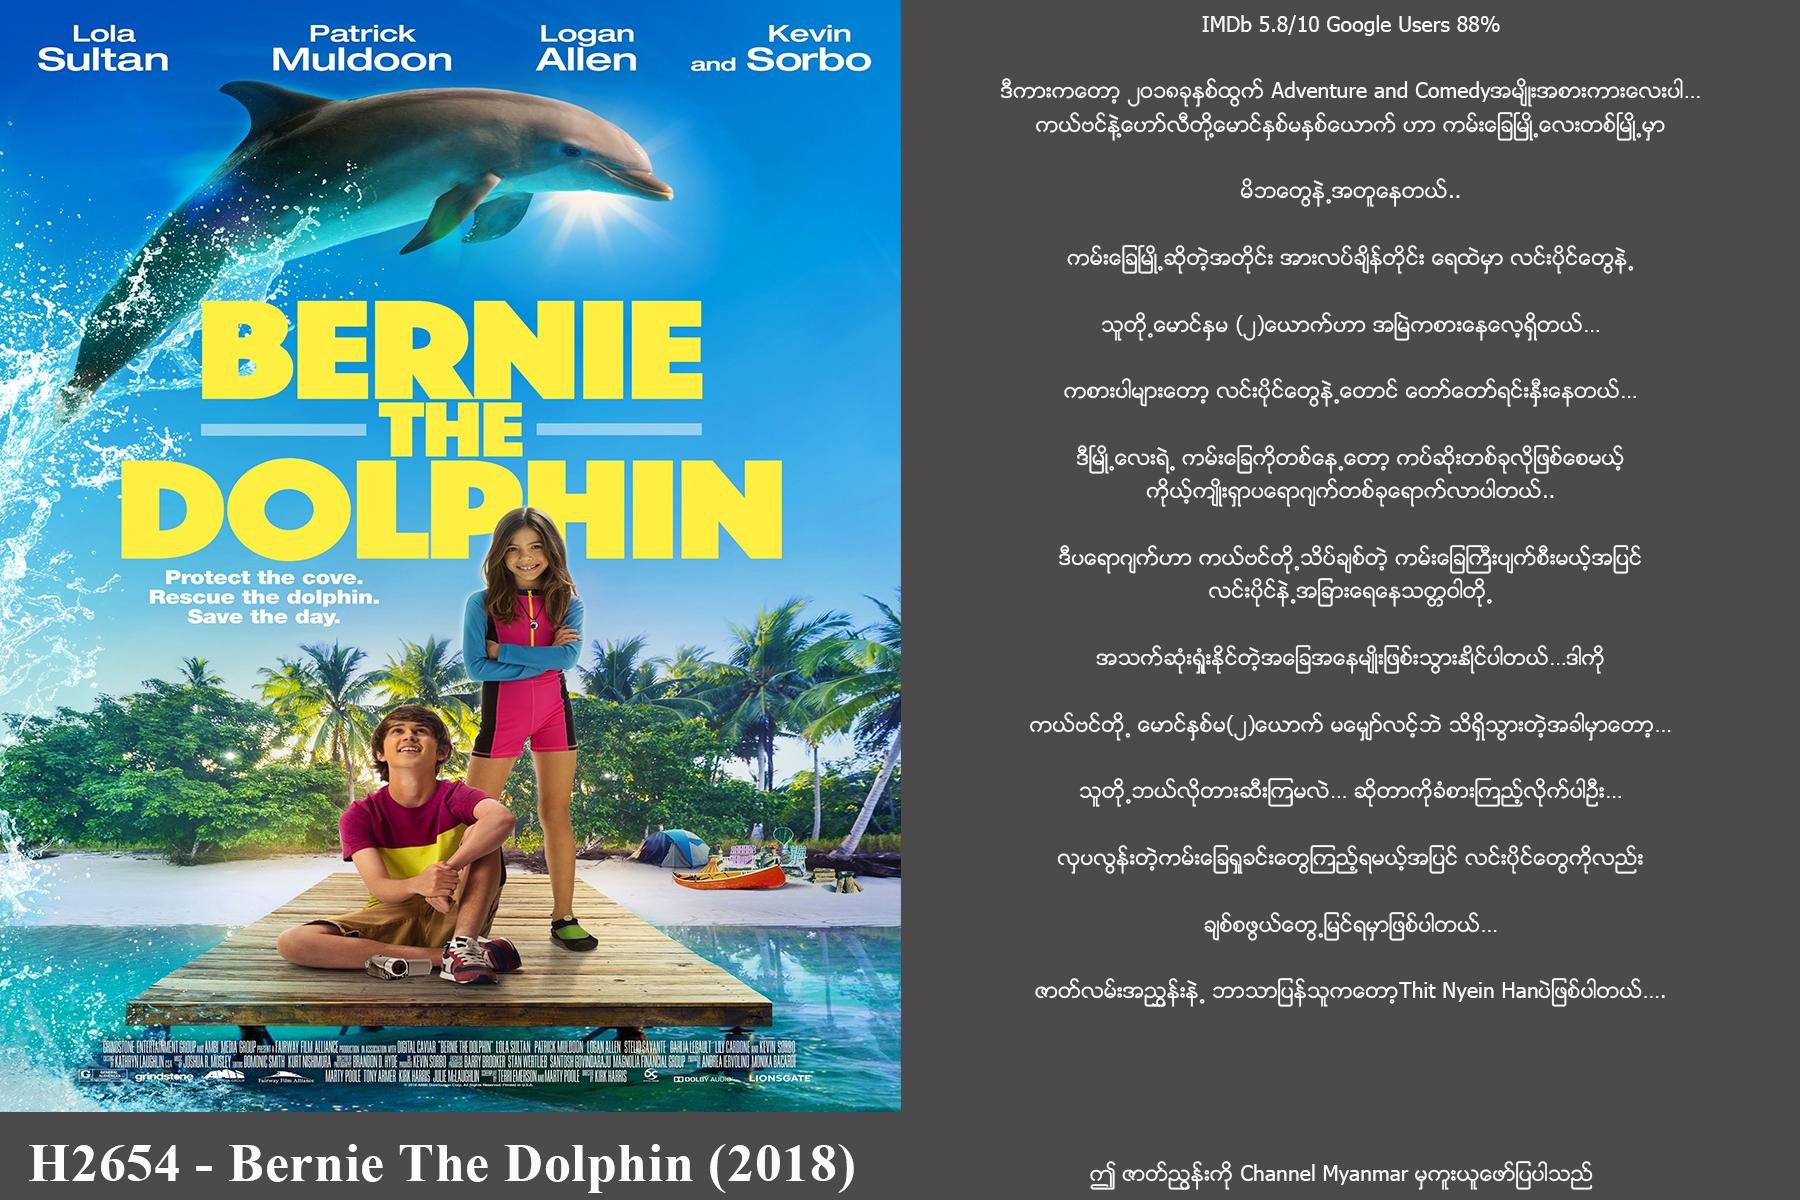 Lola Sultan
Patrick Muldoon
Logan Allen
Kevin
and Sorbo
BERNIE
THE
DOLPHIN
Protect the cove.
Rescue the dolphin.
Save the day.
grindstone
Fairway Film Alliance
DOLBY AUDIO
LIONSGATE
H2654 - Bernie The Dolphin (2018)
IMDb 5.8/10 Google Users 88%
ဒီကားကတော့ ၂၀၁၈ခုနှစ်ထွက် Adventure and Comedyအမျိုးအစားကားလေးပါ...
ကယ်ဗင်နဲ့ဟော်လီတို့မောင်နှစ်မနှစ်ယောက် ဟာ ကမ်းခြေမြို့လေးတစ်မြို့မှာ
မိဘတွေနဲ့အတူနေတယ်..
ကမ်းခြေမြို့ဆိုတဲ့အတိုင်း အားလပ်ချိန်တိုင်း ရေထဲမှာ လင်းပိုင်တွေနဲ့
သူတို့မောင်နှမ (၂)ယောက်ဟာ အမြဲကစားနေလေ့ရှိတယ်...
ကစားပါများတော့ လင်းပိုင်တွေနဲ့တောင် တော်တော်ရင်းနှီးနေတယ်...
ဒီမြို့လေးရဲ့ ကမ်းခြေကိုတစ်နေ့တော့ ကပ်ဆိုးတစ်ခုလိုဖြစ်စေမယ့်
ကိုယ့်ကျိုးရှာပရောဂျက်တစ်ခုရောက်လာပါတယ်..
ဒီပရောဂျက်ဟာ ကယ်ဗင်တို့သိပ်ချစ်တဲ့ ကမ်းခြေကြီးပျက်စီးမယ့်အပြင်
လင်းပိုင်နဲ့အခြားရေနေသတ္တဝါတို့
အသက်ဆုံးရှုံးနိုင်တဲ့အခြေအနေမျိုးဖြစ်းသွားနိုင်ပါတယ်...ဒါကို
ကယ်ဗင်တို့ မောင်နှစ်မ(၂)ယောက် မမျှော်လင့်ဘဲ သိရှိသွားတဲ့အခါမှာတော့...
သူတို့ဘယ်လိုတားဆီးကြမလဲ... ဆိုတာကိုခံစားကြည့်လိုက်ပါဦး...
လှပလွန်းတဲ့ကမ်းခြေရှုခင်းတွေကြည့်ရမယ့်အပြင် လင်းပိုင်တွေကိုလည်း
ချစ်စဖွယ်တွေ့မြင်ရမှာဖြစ်ပါတယ်...
ဇာတ်လမ်းအညွှန်းနဲ့ ဘာသာပြန်သူကတော့Thit Nyein Hanပဲဖြစ်ပါတယ်....
ဤ ဇာတ်ညွှန်းကို Channel Myanmar မှကူးယူဖော်ပြပါသည်